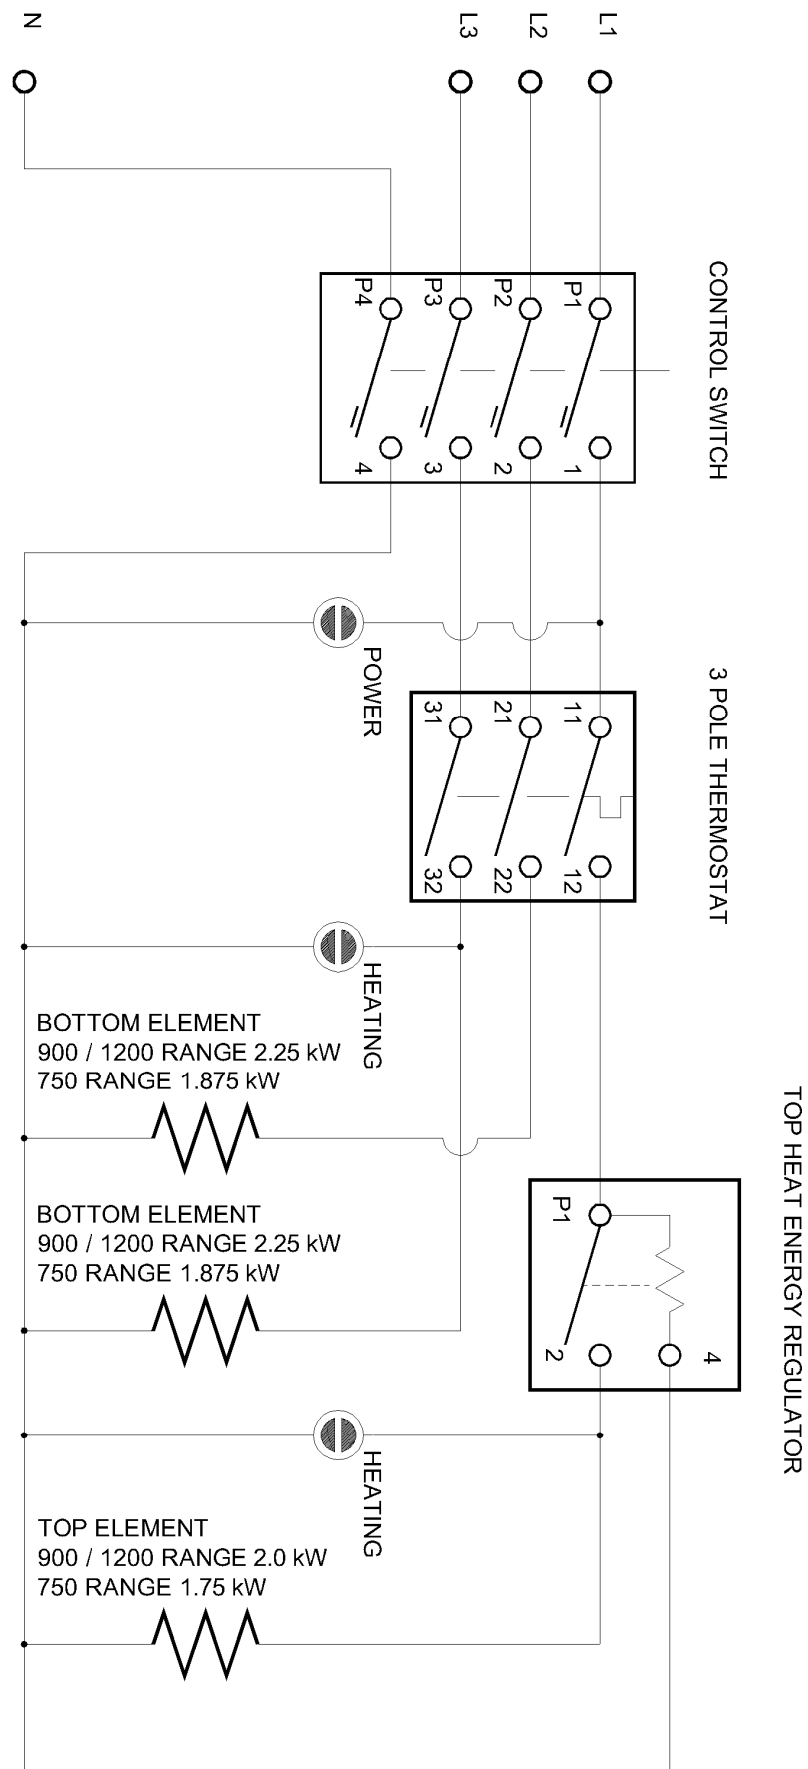 N
L3
L2
L1
CONTROL SWITCH
P4
P3
P2
P1
4
3
2
1
POWER
3 POLE THERMOSTAT
31
21
11
32
22
12
HEATING
BOTTOM ELEMENT
900 / 1200 RANGE 2.25 kW
750 RANGE 1.875 kW
TOP HEAT ENERGY REGULATOR
BOTTOM ELEMENT
900 / 1200 RANGE 2.25 kW
750 RANGE 1.875 kW
P1
2
4
HEATING
TOP ELEMENT
900 / 1200 RANGE 2.0 kW
750 RANGE 1.75 kW